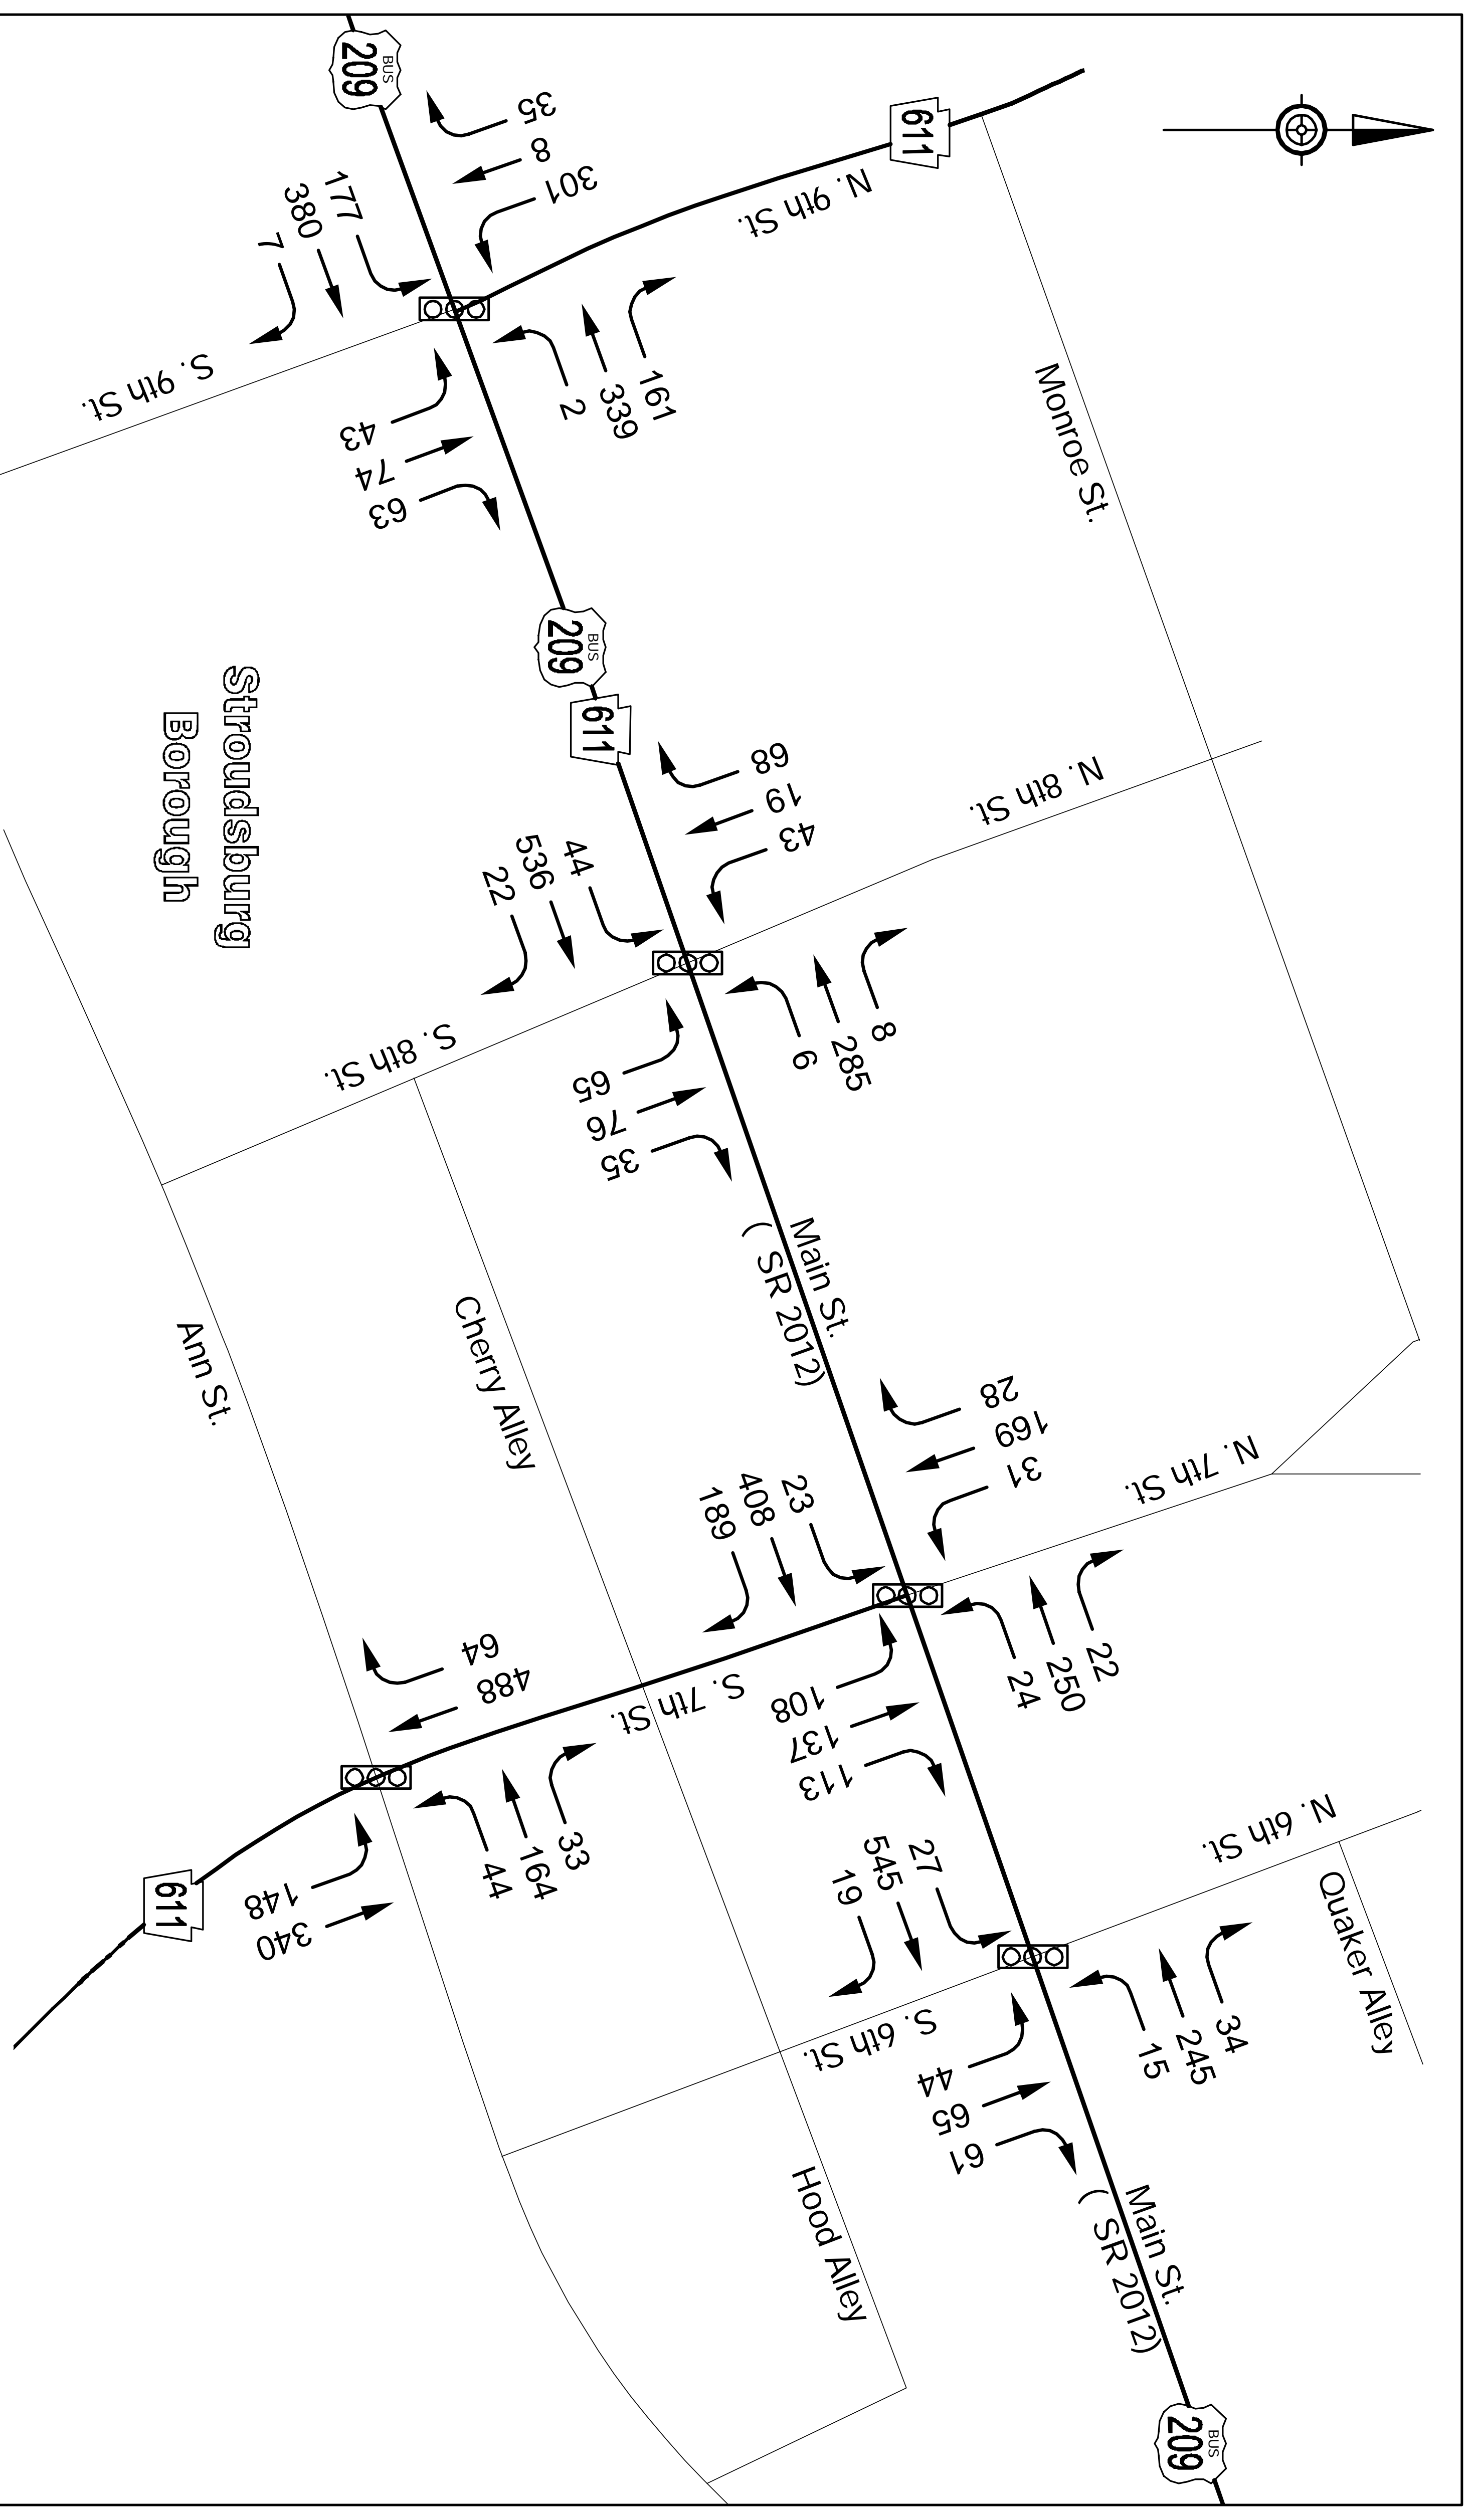 BUS
209
611
N. 9th St.
35
8
301
177
380
7
161
339
2
43
74
63
S. 9th St.
Monroe St.
BUS
209
611
Stroudsburg
Borough
N. 8th St.
68
19
43
44
536
22
8
285
6
65
76
35
S. 8th St.
Main St.
( SR 2012)
Cherry Alley
Ann St.
N. 7th St.
28
169
31
23
408
189
22
250
24
108
137
113
S. 7th St.
64
488
33
164
44
148
340
611
N. 6th St.
Quaker Alley
27
545
19
34
245
15
44
65
61
S. 6th St.
Hood Alley
Main St.
( SR 2012)
BUS
209